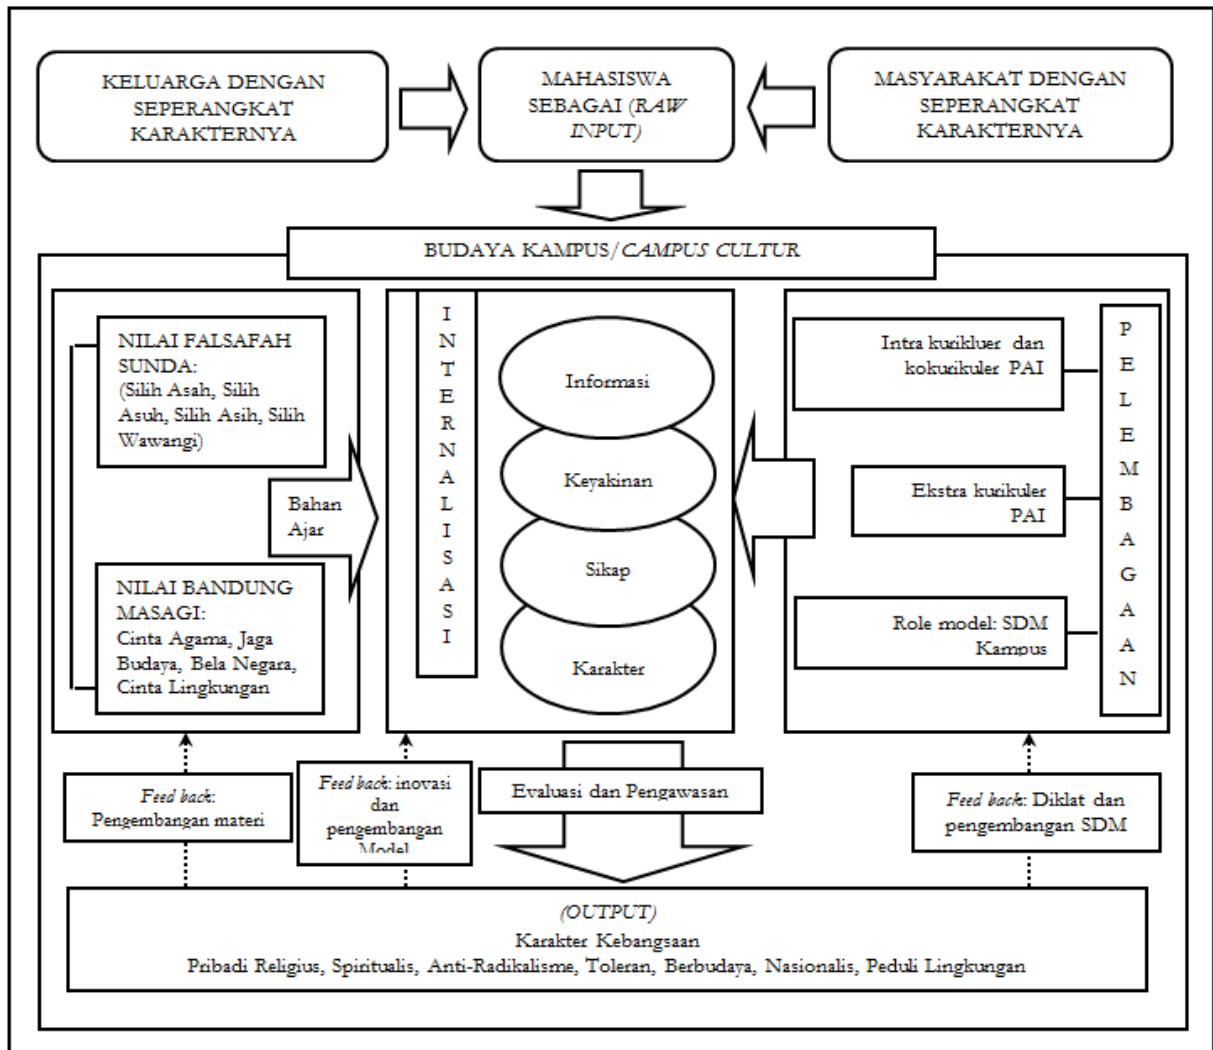 KELUARGA DENGAN
SEPERANGKAT
KARAKTERNYA
MAHASISWA
SEBAGAI (RAW
INPUT)
MASYARAKAT DENGAN
SEPERANGKAT
KARAKTERNYA
BUDAYA KAMPUS/CAMPUS CULTUR
NILAI FALSAFAH
SUNDA:
(Silih Asah, Silih
Asuh, Silih Asih, Silih
Wawangi)
Bahan
Ajar
NILAI BANDUNG
MASAGI:
Cinta Agama, Jaga
Budaya, Bela Negara,
Cinta Lingkungan
INTERNALISASI
Informasi
Keyakinan
Sikap
Karakter
Intra kurikluer dan
kokurikuler PAI
Ekstra kurikuler
PAI
Role model: SDM
Kampus
PELEMBAGAAN
Feed back:
Pengembangan materi
Feed back: inovasi
dan
pengembangan
Model
Evaluasi dan Pengawasan
Feed back: Diklat dan
pengembangan SDM
(OUTPUT)
Karakter Kebangsaan
Pribadi Religius, Spiritualis, Anti-Radikalisme, Toleran, Berbudaya, Nasionalis, Peduli Lingkungan